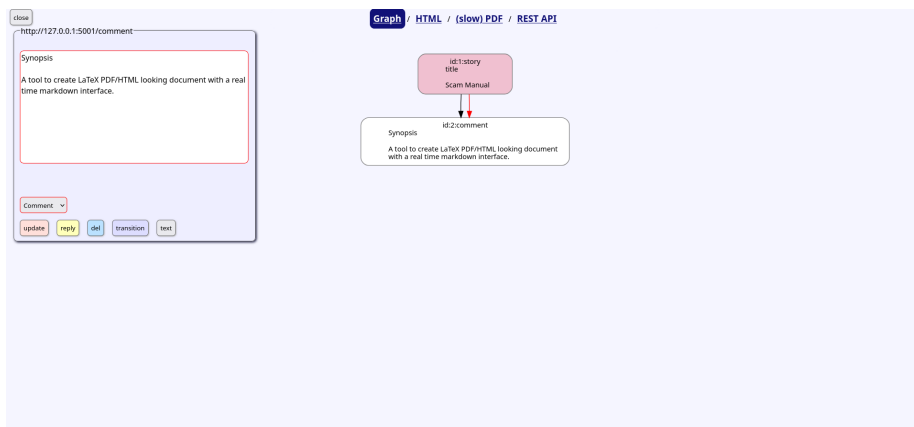 close
Graph / HTML / (slow) PDF / REST API
http://127.0.0.1:5001/comment
Synopsis
A tool to create LaTeX PDF/HTML looking document with a real
time markdown interface.
Comment
update reply del transition text
id:1:story
title
Scam Manual
id:2:comment
Synopsis
A tool to create LaTeX PDF/HTML looking document
with a real time markdown interface.